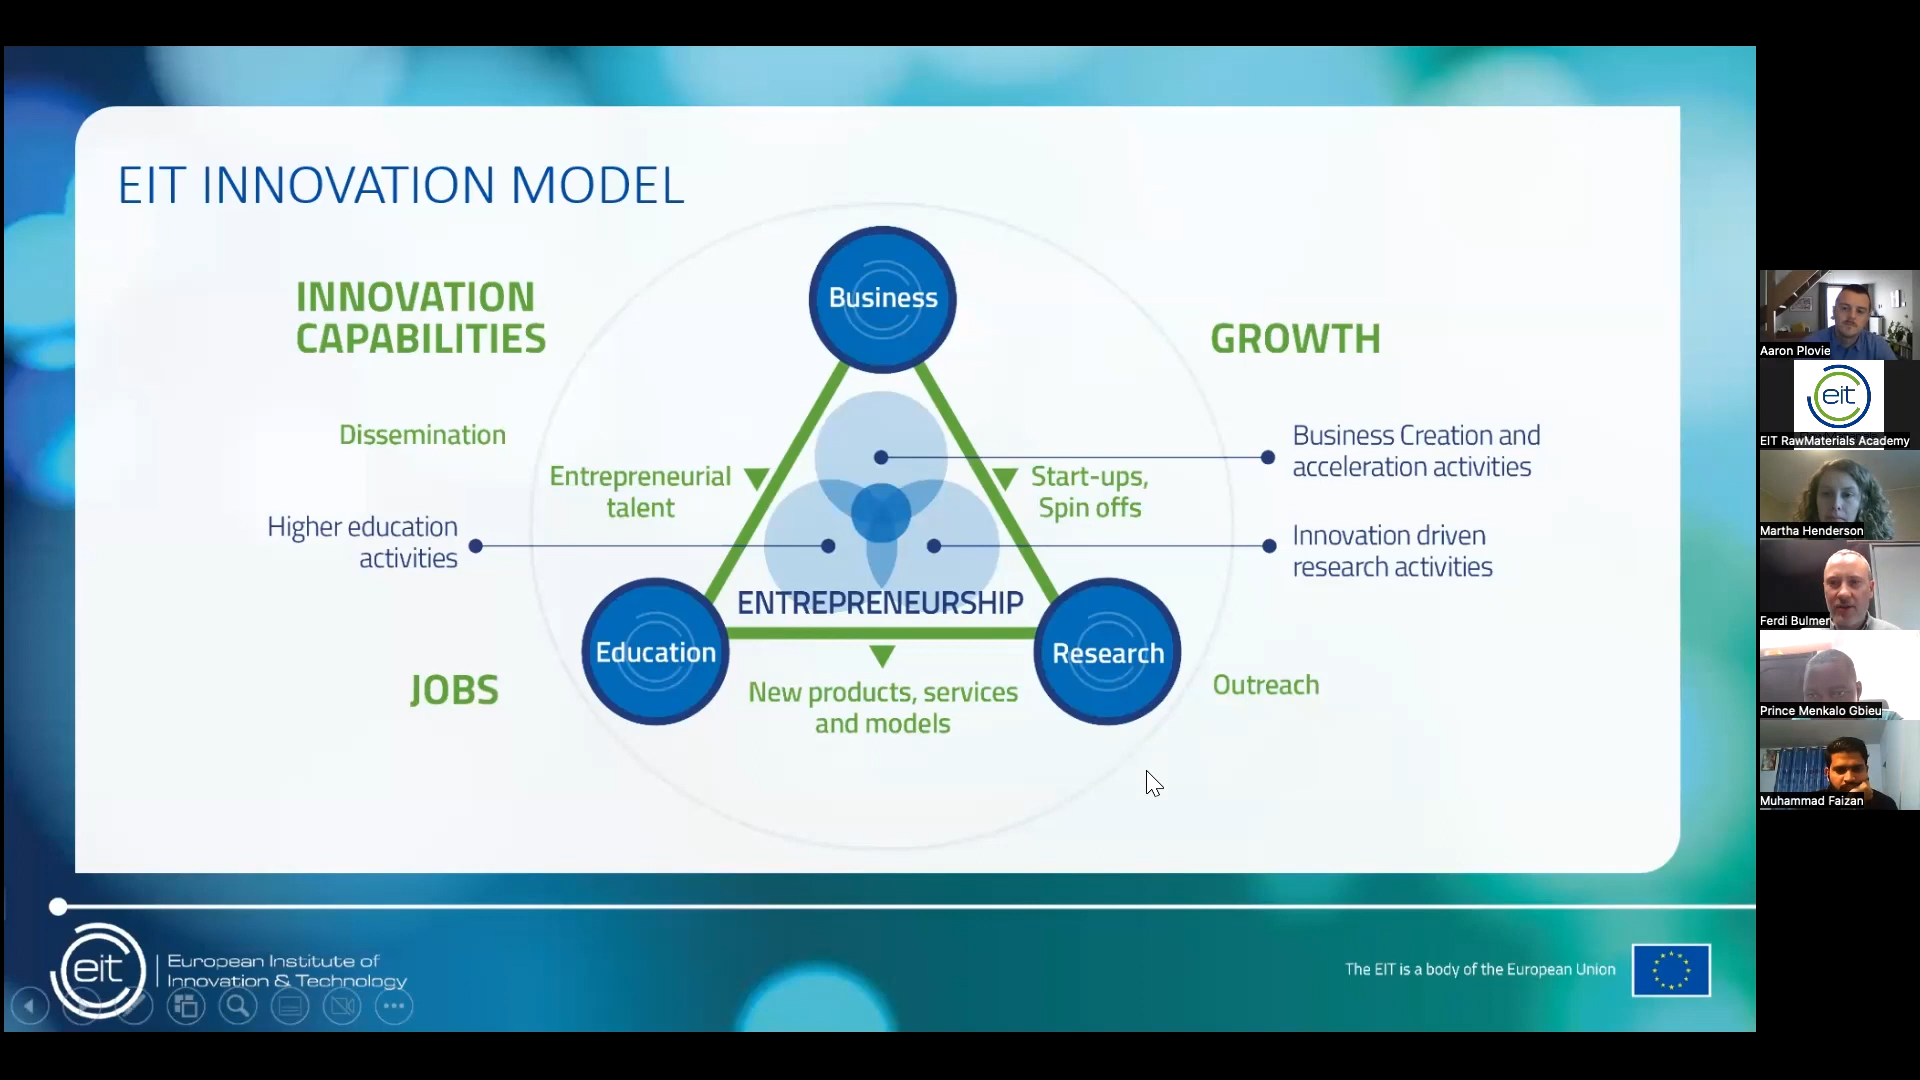 EIT INNOVATION MODEL
INNOVATION
CAPABILITIES
Business
GROWTH
Dissemination
Business Creation and
acceleration activities
Entrepreneurial
talent
Start-ups,
Spin offs
Higher education
activities
Innovation driven
research activities
ENTREPRENEURSHIP
Education
Research
JOBS
New products, services
and models
Outreach
eit
European Institute of
Innovation & Technology
The EIT is a body of the European Union
Aaron Plovie
eit
EIT RawMaterials Academy
Martha Henderson
Ferdi Bulmer
Prince Menkalo Gbieu
Muhammad Faizan